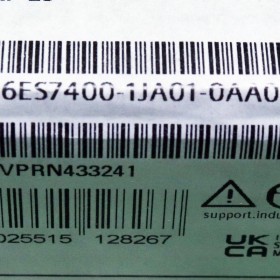 6ES7400-1JA01-0AA0
VPRN433241
support.indu
025515 128267
UK
CA